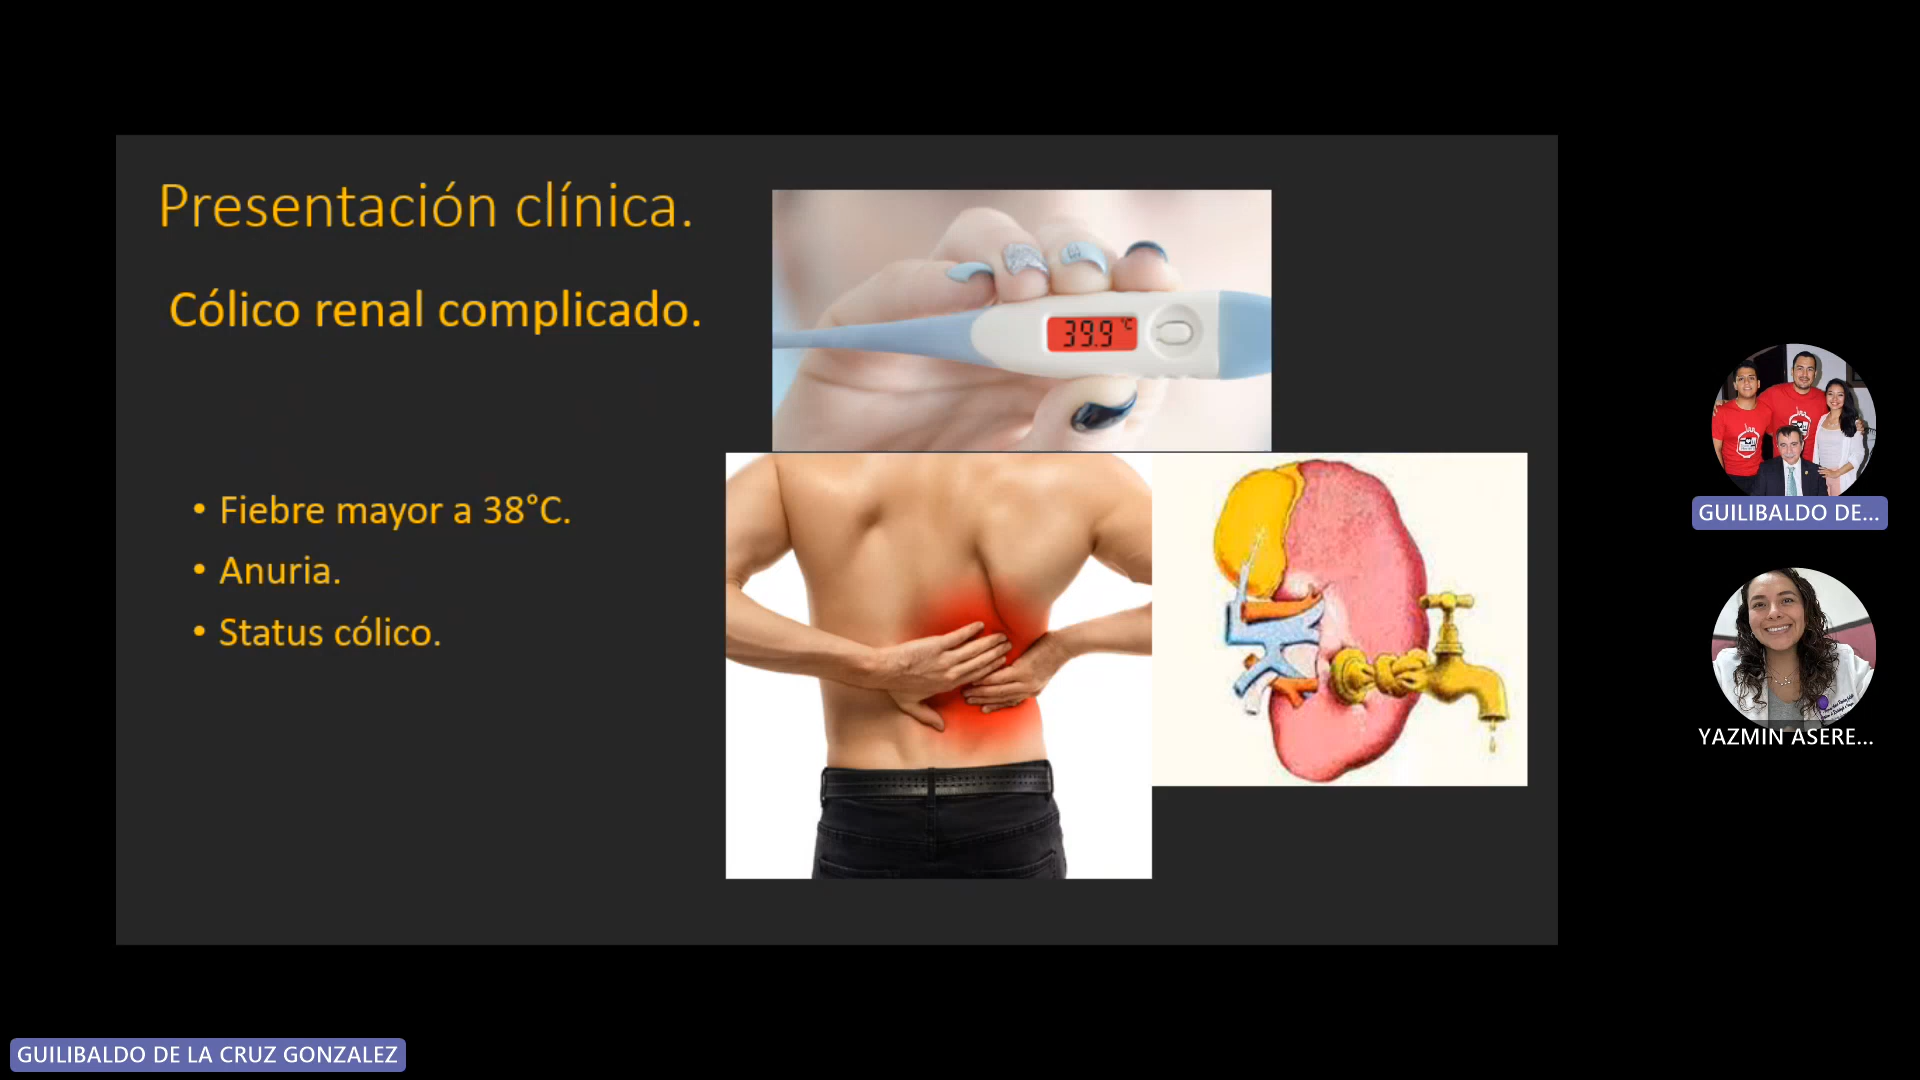 Presentación clínica.
Cólico renal complicado.
39.9 °C
• Fiebre mayor a 38°C.
• Anuria.
• Status cólico.
GUILIBALDO DE...
YAZMIN ASERE...
GUILIBALDO DE LA CRUZ GONZALEZ